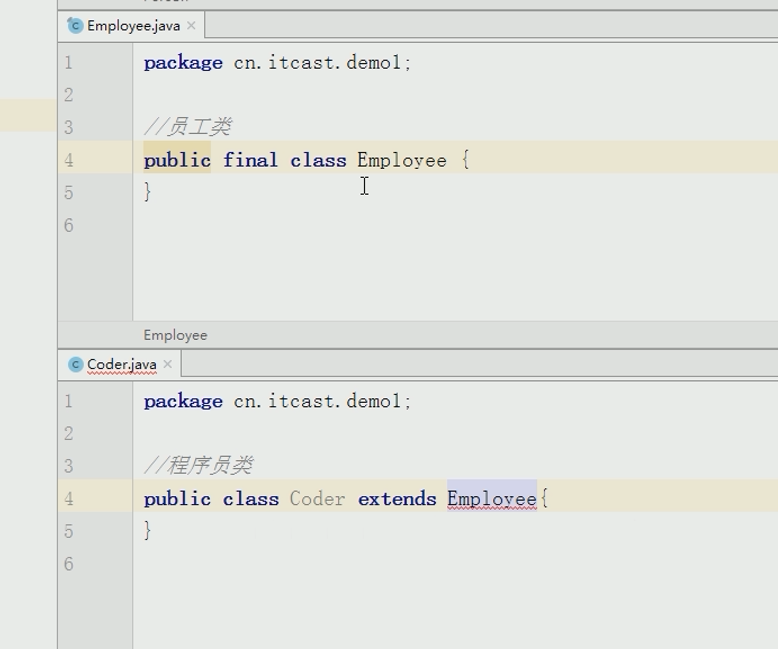 Employee.java
1 package cn.itcast.demo1;
2
3 //员工类
4 public final class Employee {
5 }
6
Employee
Coder.java
1 package cn.itcast.demo1;
2
3 //程序员类
4 public class Coder extends Employee{
5 }
6